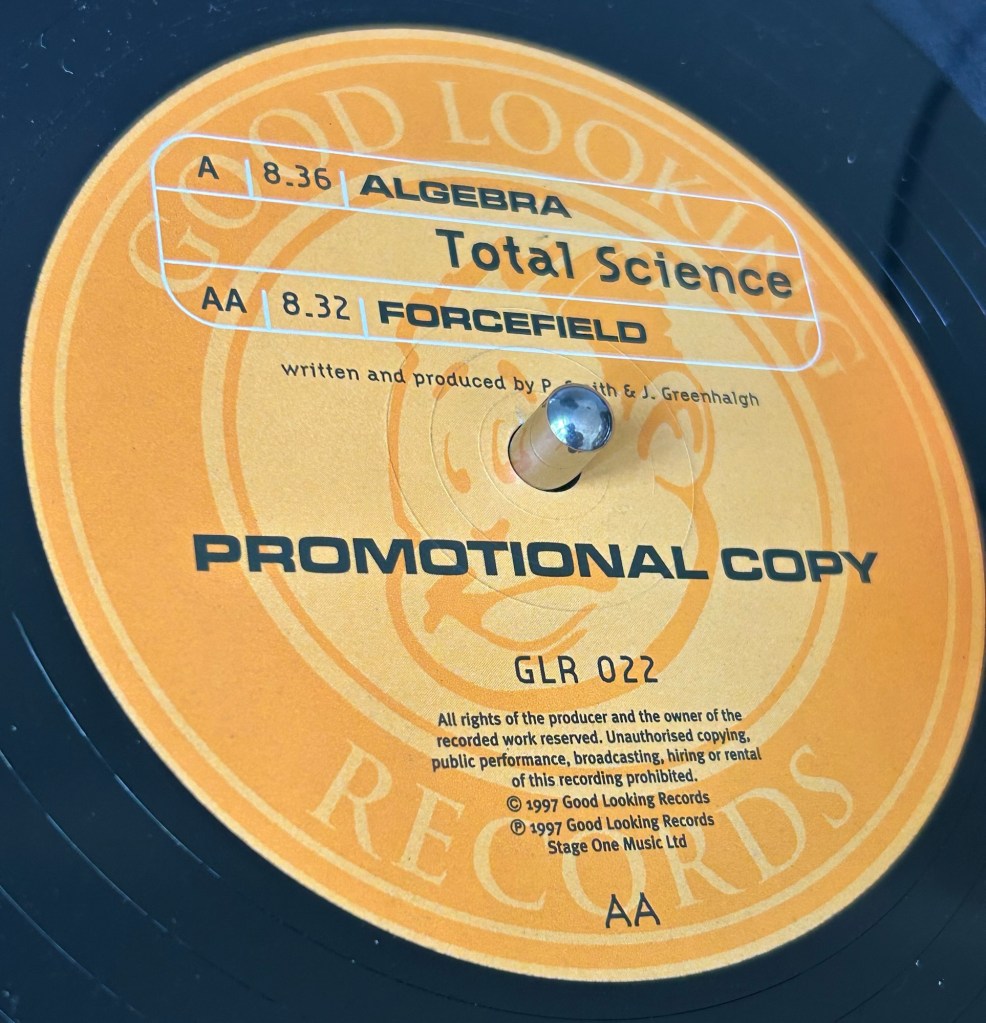 GOOD LOOKING
A 8.36 ALGEBRA
Total Science
AA 8.32 FORCEFIELD
written and produced by P. & J. Greenhalgh
PROMOTIONAL COPY
GLR 022
All rights of the producer and the owner of the
recorded work reserved. Unauthorised copying,
public performance, broadcasting, hiring or rental
of this recording prohibited.
© 1997 Good Looking Records
℗ 1997 Good Looking Records
Stage One Music Ltd
RECORDS
AA